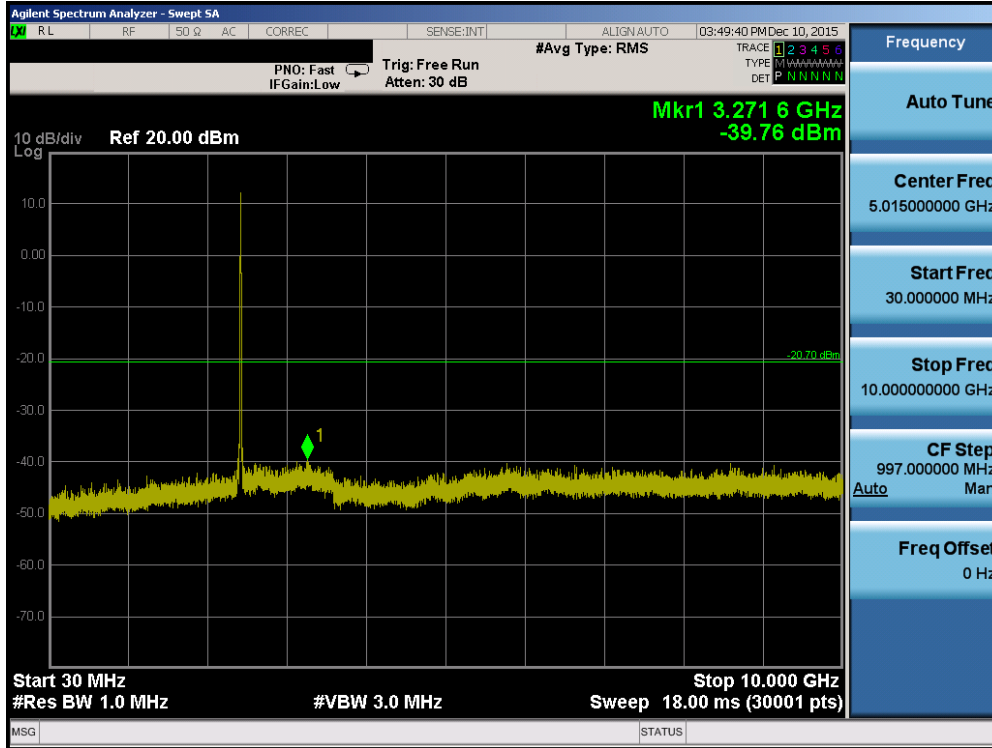 Agilent Spectrum Analyzer - Swept SA
LXI RL RF 50 Ω AC CORREC SENSE:INT ALIGN AUTO 03:49:40 PM Dec 10, 2015
#Avg Type: RMS TRACE 1 2 3 4 5 6
PNO: Fast Trig: Free Run TYPE M WWWWW
IFGain:Low Atten: 30 dB DET P N N N N N
Mkr1 3.271 6 GHz
-39.76 dBm
10 dB/div Ref 20.00 dBm
Log
10.0
0.00
-10.0
-20.0
-20.70 dBm
-30.0
1
-40.0
-50.0
-60.0
-70.0
Start 30 MHz Stop 10.000 GHz
#Res BW 1.0 MHz #VBW 3.0 MHz Sweep 18.00 ms (30001 pts)
MSG STATUS
Frequency
Auto Tune
Center Freq
5.015000000 GHz
Start Freq
30.000000 MHz
Stop Freq
10.000000000 GHz
CF Step
997.000000 MHz
Auto Man
Freq Offset
0 Hz